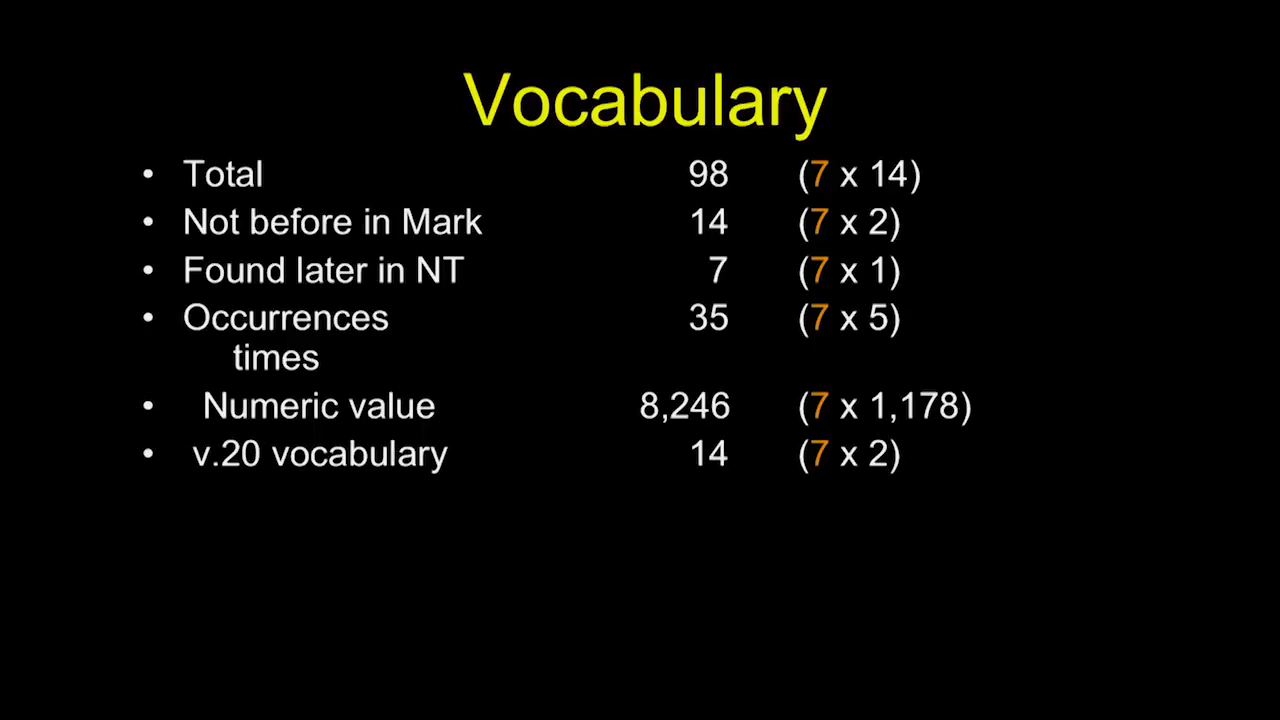 Vocabulary
• Total 98 (7 x 14)
• Not before in Mark 14 (7 x 2)
• Found later in NT 7 (7 x 1)
• Occurrences 35 (7 x 5)
times
• Numeric value 8,246 (7 x 1,178)
• v.20 vocabulary 14 (7 x 2)